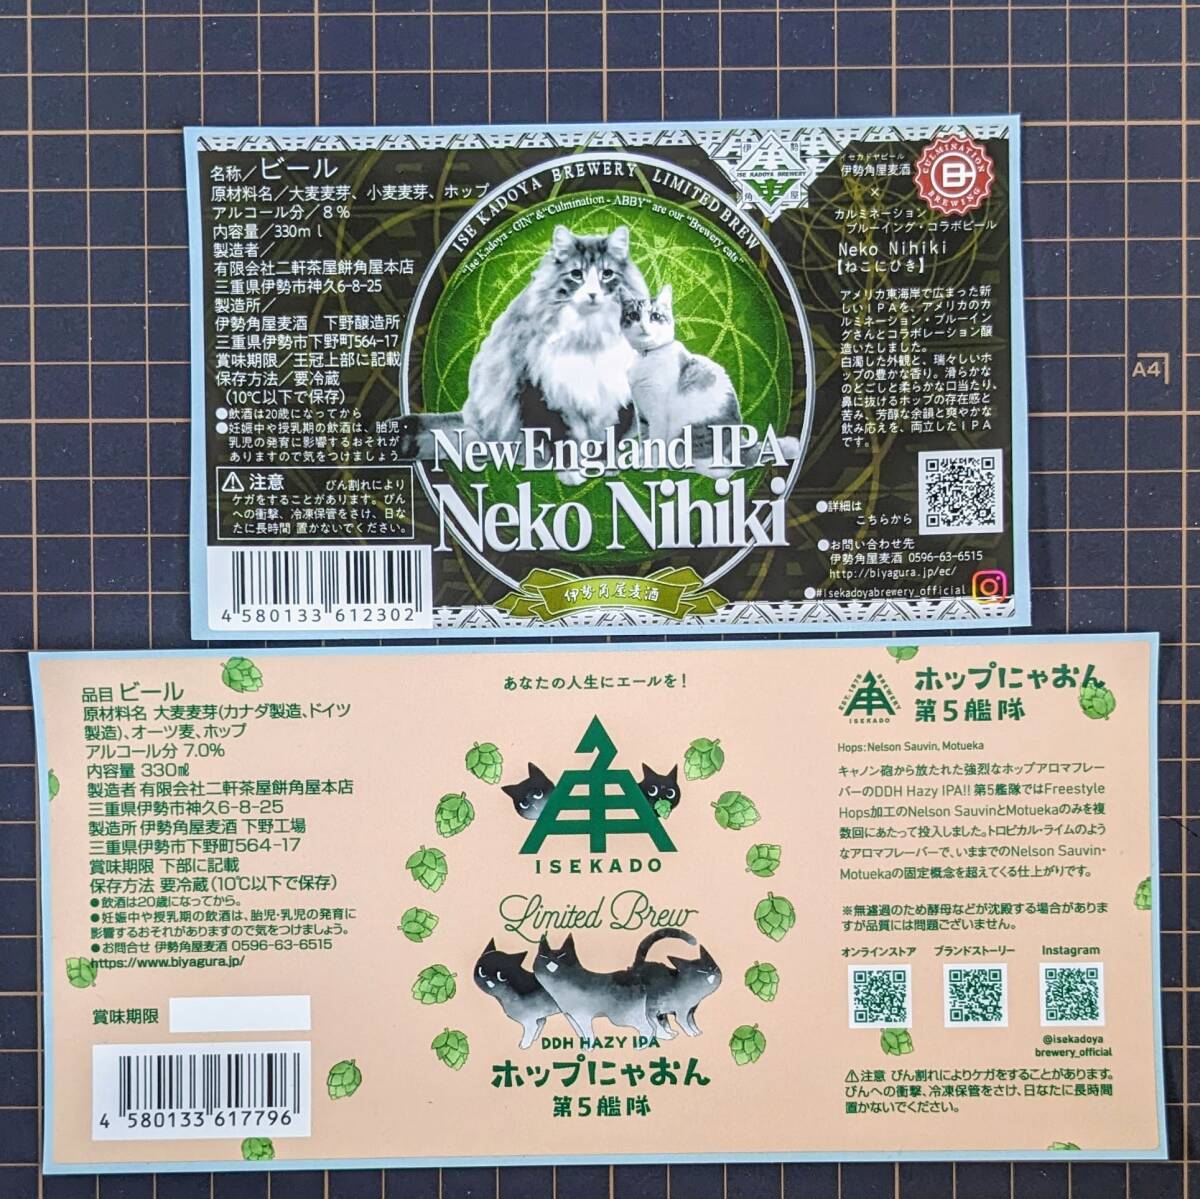 名称/ビール
原材料名/大麦麦芽、小麦麦芽、ホップ
アルコール分/8%
内容量/330ml
製造者/
有限会社二軒茶屋餅角屋本店
三重県伊勢市神久6-8-25
製造所/
伊勢角屋麦酒 下野醸造所
三重県伊勢市下野町564-17
賞味期限/王冠上部に記載
保存方法/要冷蔵
(10℃以下で保存)
●飲酒は20歳になってから
●妊娠中や授乳期の飲酒は、胎児・
乳児の発育に影響するおそれが
ありますので気をつけましょう
⚠注意 びん割れにより
ケガをすることがあります。びん
への衝撃、冷凍保管をさけ、日な
たに長時間 置かないでください。
4 580133 612302
ISE KADOYA BREWERY LIMITED BREW
"Ise Kadoya - GIN" & "Culmination - ABBY" are our "Brewery cats"
NewEngland IPA
Neko Nihiki
伊勢角屋麦酒
伊勢
ISE KADOYA BREWERY
角屋
CULMINATION
BREWING
イセカドヤビール
伊勢角屋麦酒
×
カルミネーション
ブルーイング・コラボビール
Neko Nihiki
【ねこにひき】
アメリカ東海岸で広まった新
しいIPAを、アメリカのカ
ルミネーション・ブルーイン
グさんとコラボレーション醸
造いたしました。
白濁した外観と、瑞々しいホ
ップの豊かな香り。滑らかな
のどごしと柔らかな口当たり、
鼻に抜けるホップの存在感と
苦み、芳醇な余韻と爽やかな
飲み応えを、両立したIPA
です。
●詳細は
こちらから
●お問い合わせ先
伊勢角屋麦酒 0596-63-6515
http://biyagura.jp/ec/
●#isekadoyabrewery_official
A4
品目 ビール
原材料名 大麦麦芽(カナダ製造、ドイツ
製造)、オーツ麦、ホップ
アルコール分 7.0%
内容量 330㎖
製造者 有限会社二軒茶屋餅角屋本店
三重県伊勢市神久6-8-25
製造所 伊勢角屋麦酒 下野工場
三重県伊勢市下野町564-17
賞味期限 下部に記載
保存方法 要冷蔵(10℃以下で保存)
●飲酒は20歳になってから。
●妊娠中や授乳期の飲酒は、胎児・乳児の発育に
影響するおそれがありますので気をつけましょう。
●お問合せ 伊勢角屋麦酒 0596-63-6515
https://www.biyagura.jp/
賞味期限
4 580133 617796
あなたの人生にエールを!
ISEKADO
Limited Brew
DDH HAZY IPA
ホップにゃおん
第5艦隊
EST.1575 BREWERY
ISEKADO
ホップにゃおん
第5艦隊
Hops: Nelson Sauvin, Motueka
キャノン砲から放たれた強烈なホップアロマフレー
バーのDDH Hazy IPA!! 第5艦隊ではFreestyle
Hops加工のNelson SauvinとMotuekaのみを複
数回にあたって投入しました。トロピカル・ライムのよう
なアロマフレーバーで、いままでのNelson Sauvin・
Motuekaの固定概念を超えてくる仕上がりです。
※無濾過のため酵母などが沈殿する場合がありま
すが品質には問題ございません。
オンラインストア ブランドストーリー Instagram
@isekadoya
brewery_official
⚠注意 びん割れによりケガをすることがあります。
びんへの衝撃、冷凍保管をさけ、日なたに長時間
置かないでください。